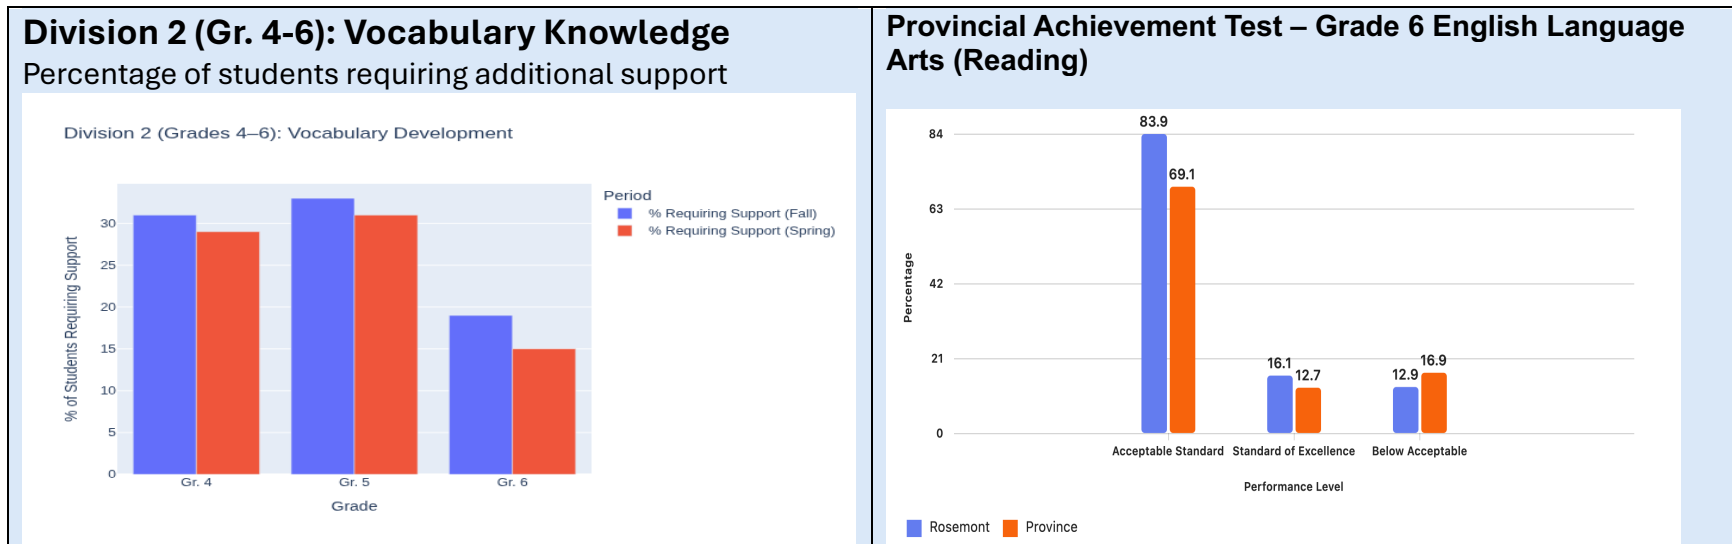 Division 2 (Gr. 4-6): Vocabulary Knowledge
Percentage of students requiring additional support
Division 2 (Grades 4–6): Vocabulary Development
% of Students Requiring Support
30
25
20
15
10
5
0
Gr. 4
Gr. 5
Gr. 6
Grade
Period
% Requiring Support (Fall)
% Requiring Support (Spring)
Provincial Achievement Test – Grade 6 English Language
Arts (Reading)
Percentage
84
63
42
21
0
83.9
69.1
16.1
12.7
12.9
16.9
Acceptable Standard
Standard of Excellence
Below Acceptable
Performance Level
Rosemont
Province